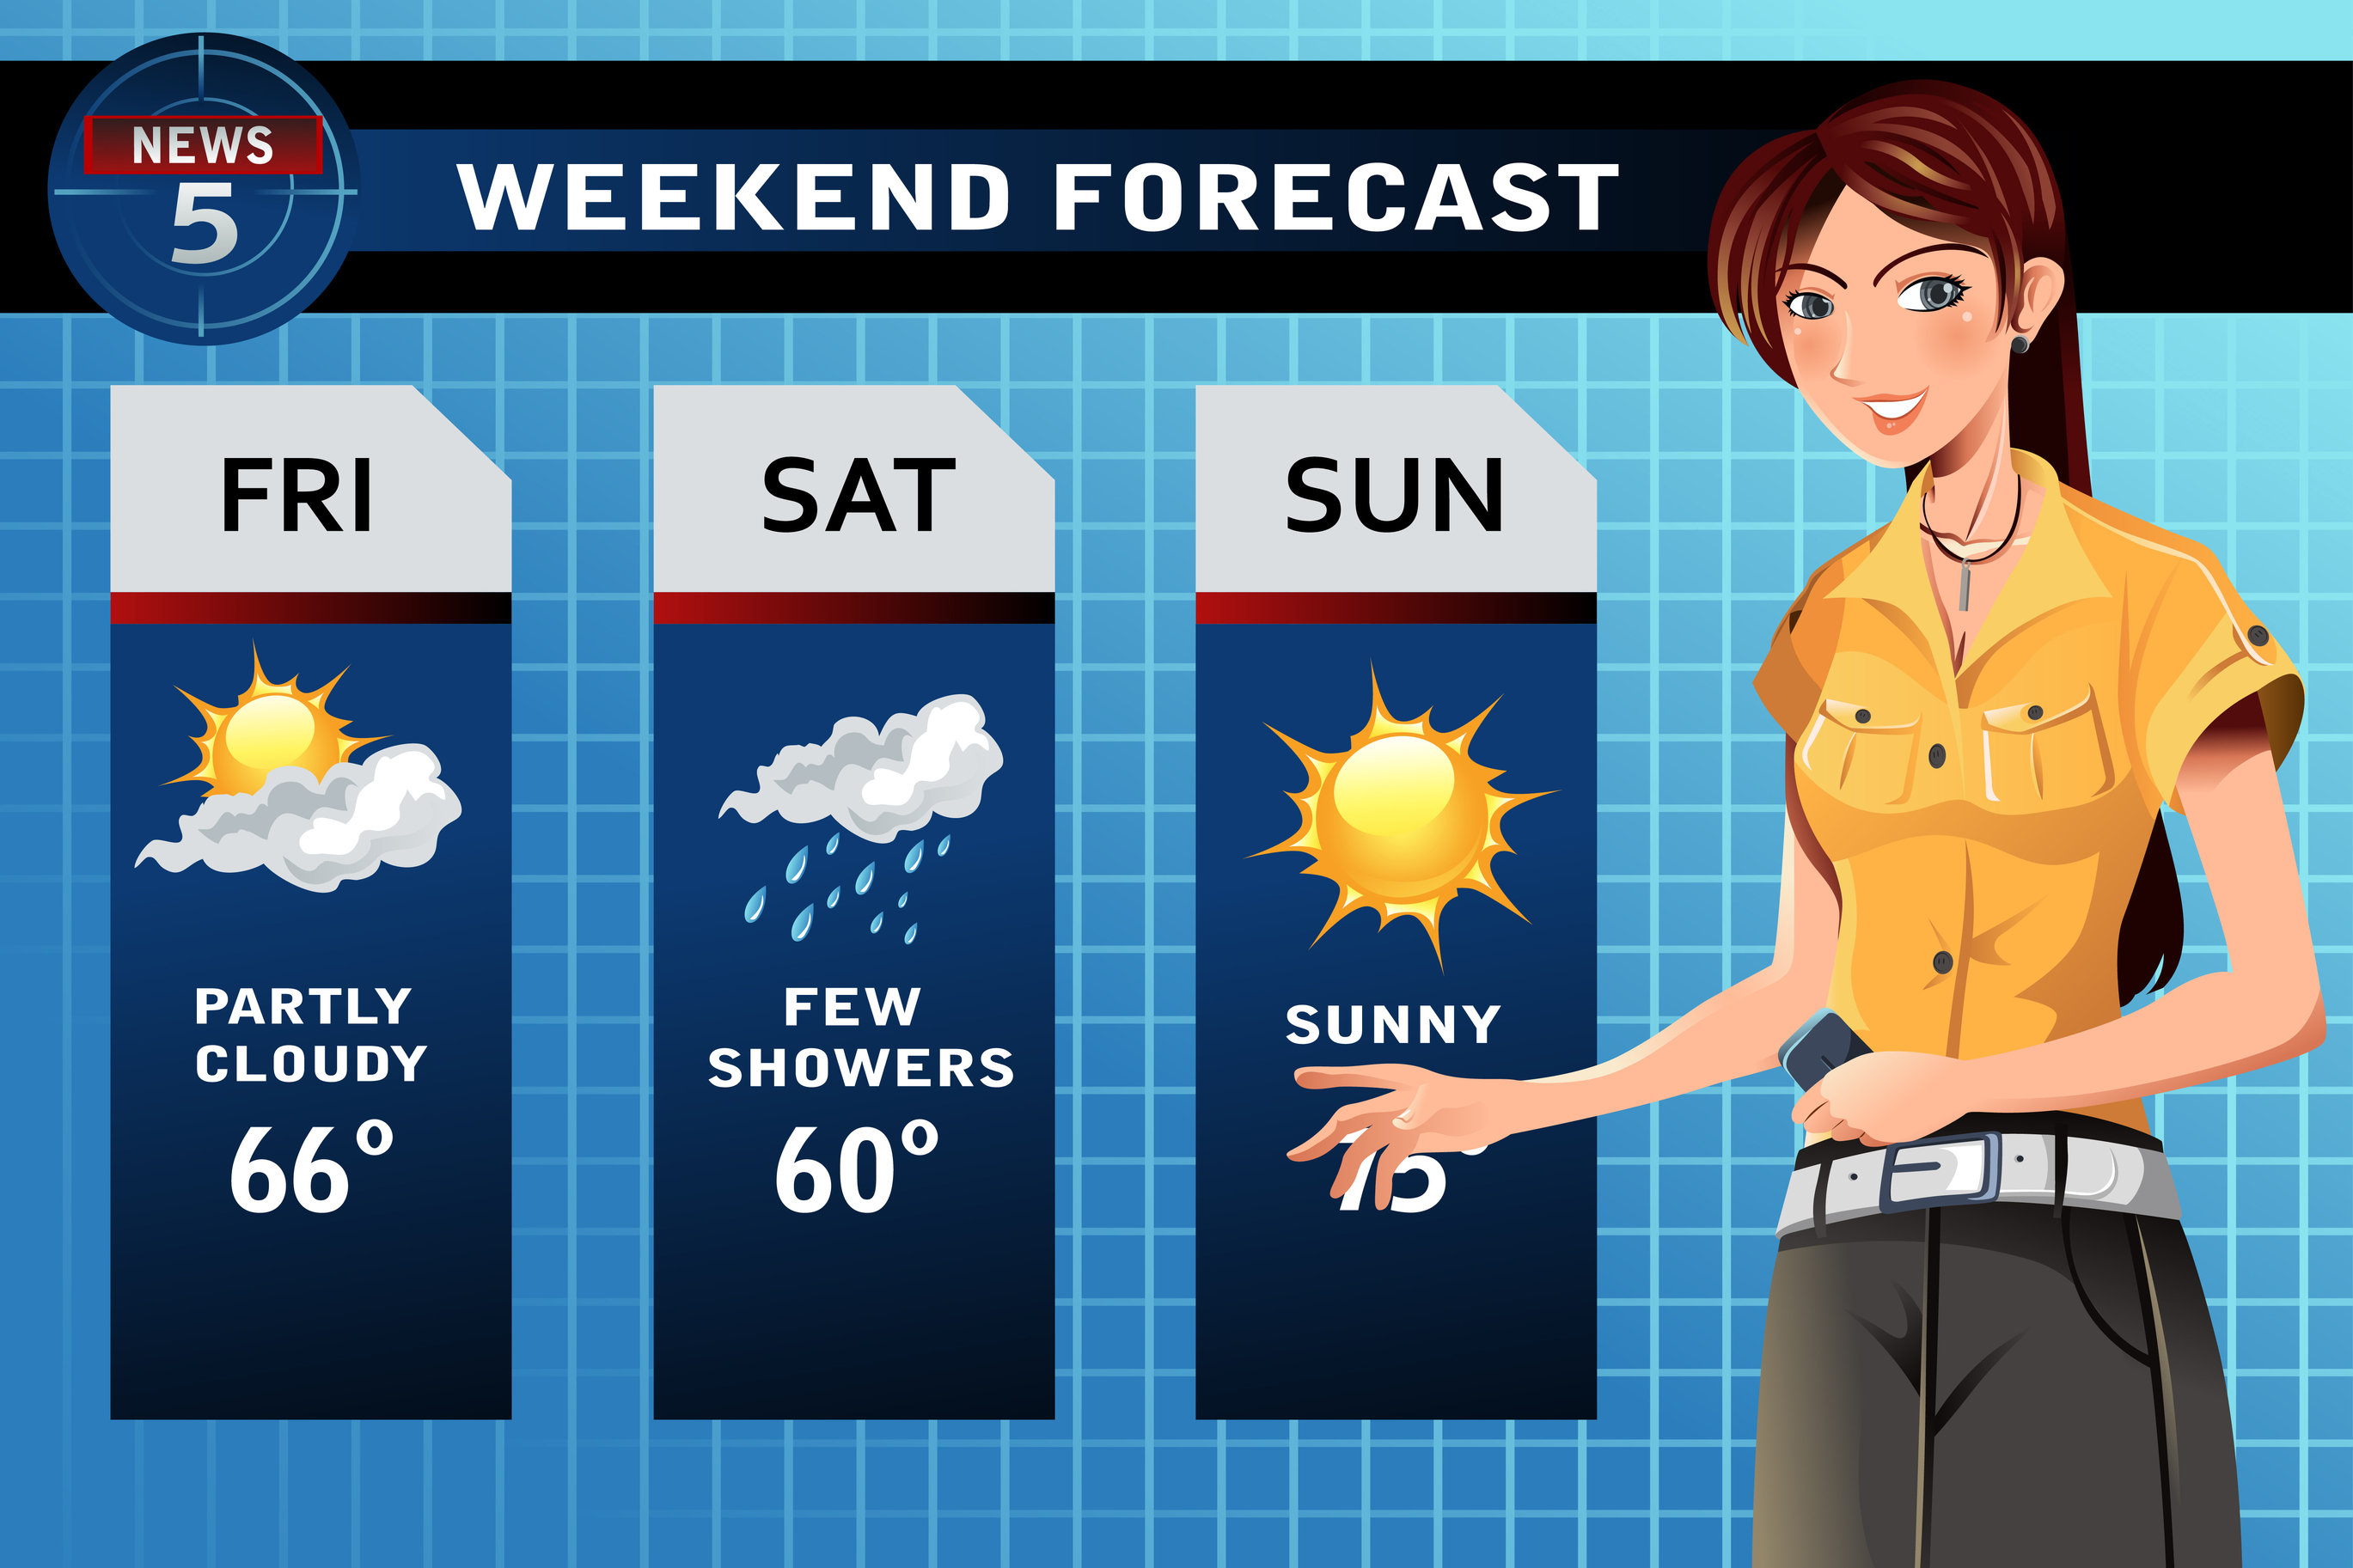 NEWS
5
WEEKEND FORECAST
FRI
PARTLY
CLOUDY
66°
SAT
FEW
SHOWERS
60°
SUN
SUNNY